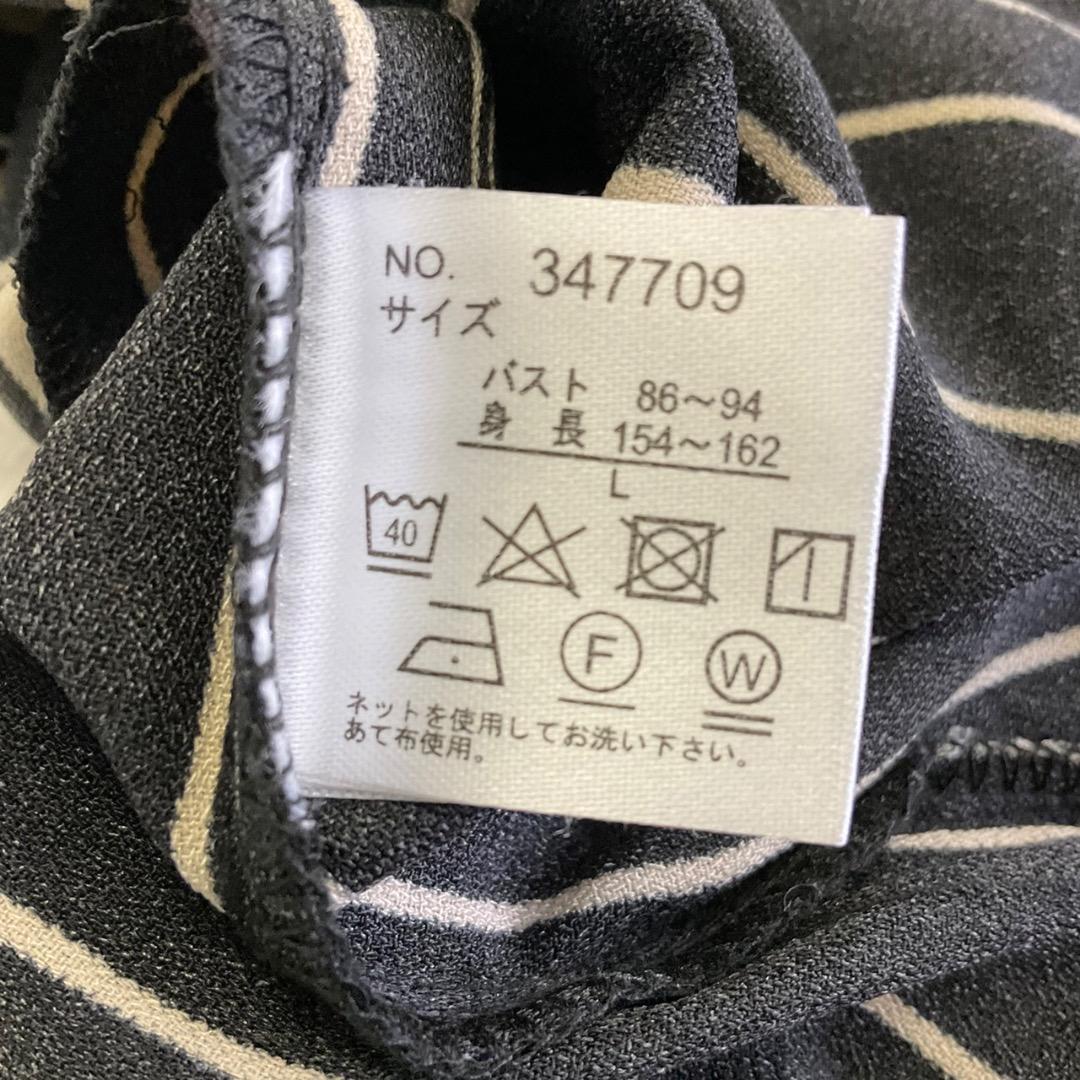 NO. 347709
サイズ
バスト 86～94
身長 154～162
L
40
F
W
ネットを使用してお洗い下さい。
あて布使用。